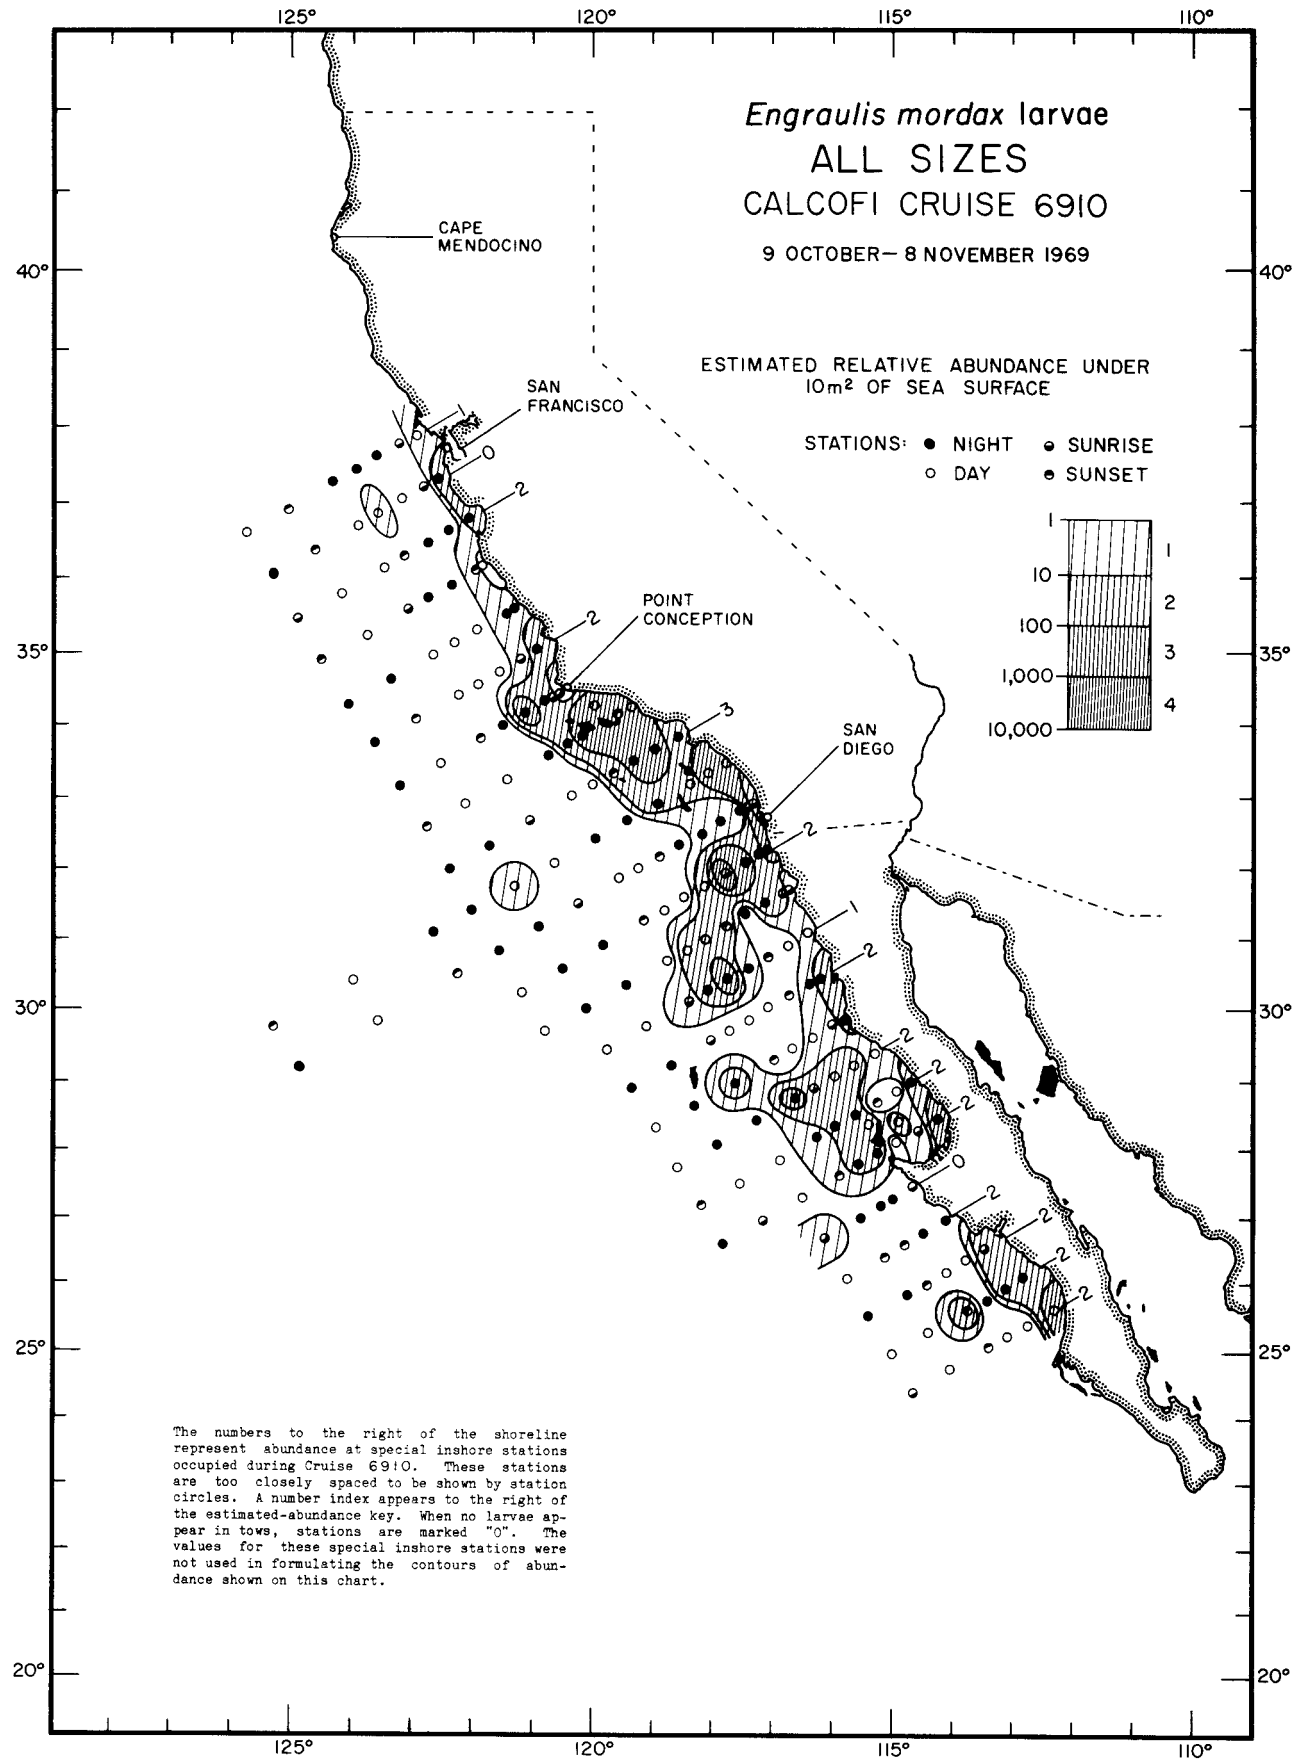 125° 120° 115° 110°
Engraulis mordax larvae
ALL SIZES
CALCOFI CRUISE 6910
9 OCTOBER — 8 NOVEMBER 1969
CAPE
MENDOCINO
40° 40°
ESTIMATED RELATIVE ABUNDANCE UNDER
10m² OF SEA SURFACE
SAN
FRANCISCO
1
STATIONS: ● NIGHT SUNRISE
○ DAY SUNSET
0
2
1
1
10
2
100
3
1,000
4
10,000
POINT
CONCEPTION
2
35° 35°
3
SAN
DIEGO
2
1
2
30° 30°
2
2
2
0
2
2
2
2
25° 25°
The numbers to the right of the shoreline
represent abundance at special inshore stations
occupied during Cruise 6910. These stations
are too closely spaced to be shown by station
circles. A number index appears to the right of
the estimated-abundance key. When no larvae ap-
pear in tows, stations are marked "0". The
values for these special inshore stations were
not used in formulating the contours of abun-
dance shown on this chart.
20° 20°
125° 120° 115° 110°